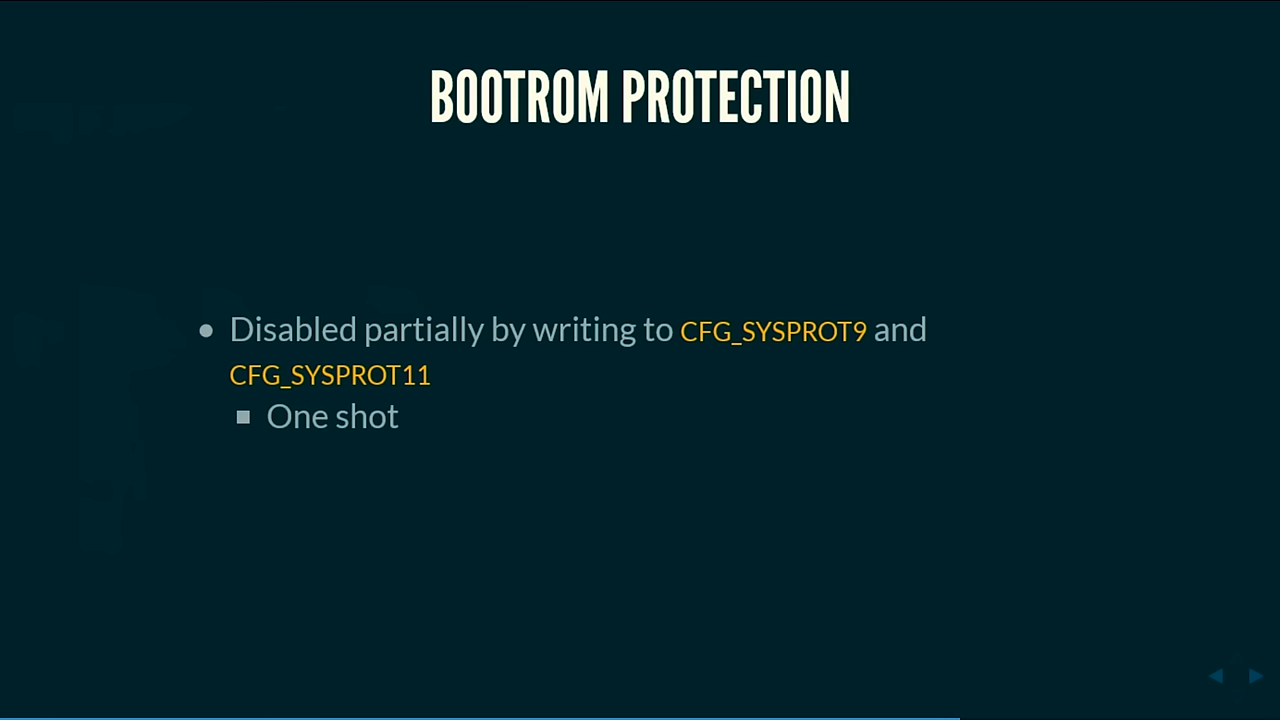 BOOTROM PROTECTION
Disabled partially by writing to CFG_SYSPROT9 and
CFG_SYSPROT11
One shot